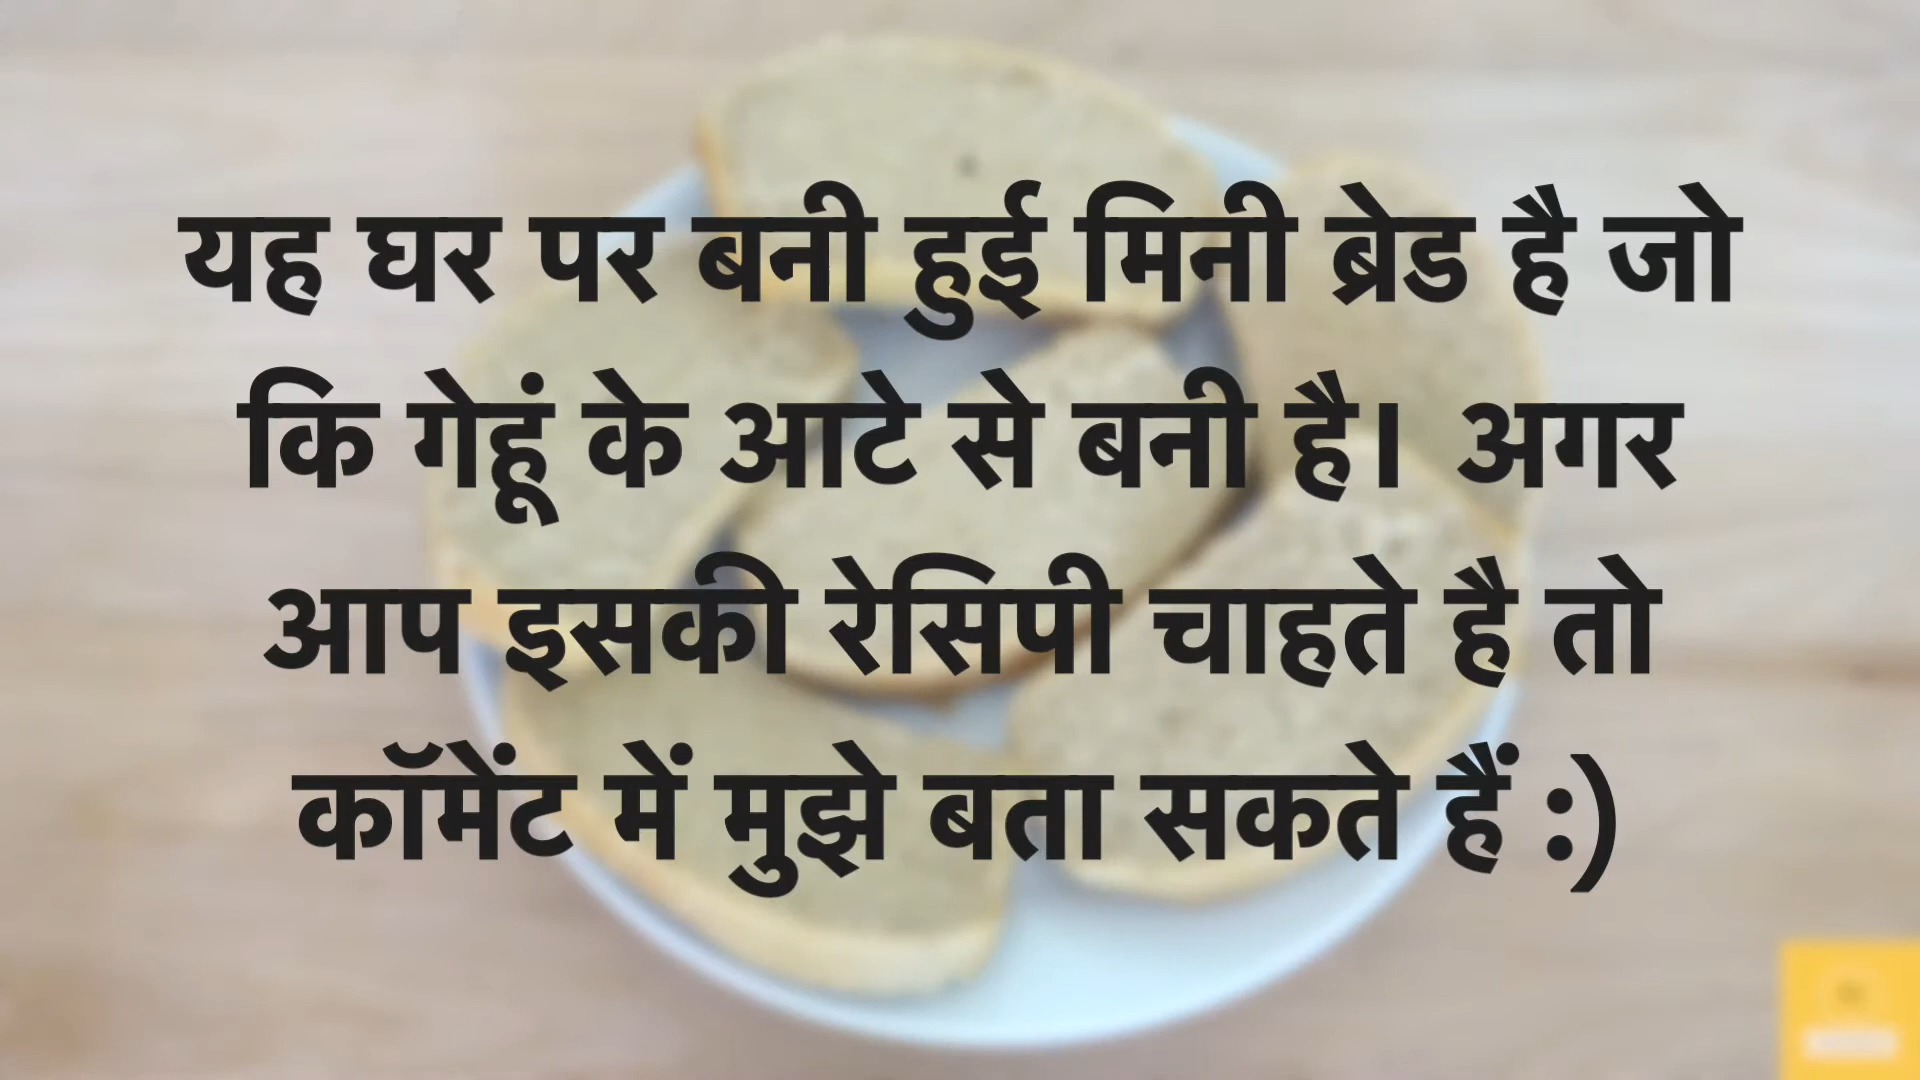 यह घर पर बनी हुई मिनी ब्रेड है जो
कि गेहूं के आटे से बनी है। अगर
आप इसकी रेसिपी चाहते है तो
कॉमेंट में मुझे बता सकते हैं :)